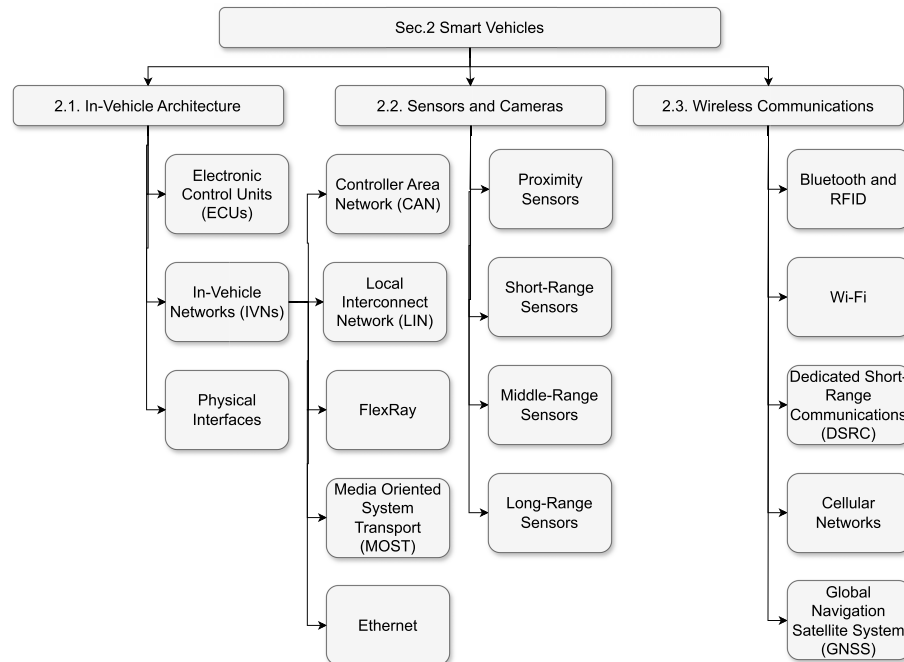 Sec.2 Smart Vehicles
2.1. In-Vehicle Architecture
2.2. Sensors and Cameras
2.3. Wireless Communications
Electronic
Control Units
(ECUs)
In-Vehicle
Networks (IVNs)
Physical
Interfaces
Controller Area
Network (CAN)
Local
Interconnect
Network (LIN)
FlexRay
Media Oriented
System
Transport
(MOST)
Ethernet
Proximity
Sensors
Short-Range
Sensors
Middle-Range
Sensors
Long-Range
Sensors
Bluetooth and
RFID
Wi-Fi
Dedicated Short-
Range
Communications
(DSRC)
Cellular
Networks
Global
Navigation
Satellite System
(GNSS)